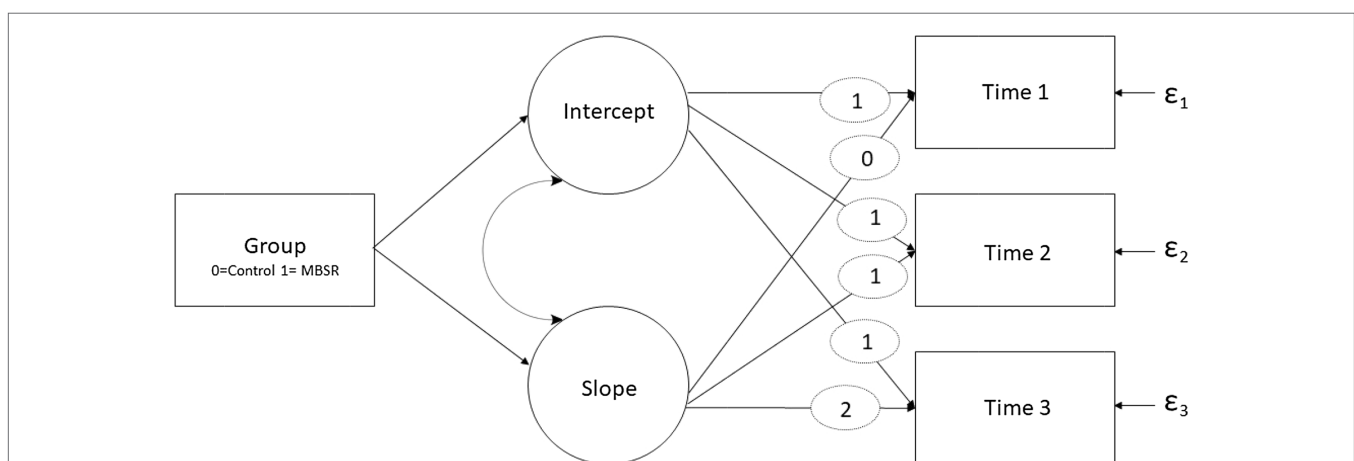 Intercept
Group
0=Control 1= MBSR
Slope
1
0
1
1
1
2
Time 1
ε1
Time 2
ε2
Time 3
ε3